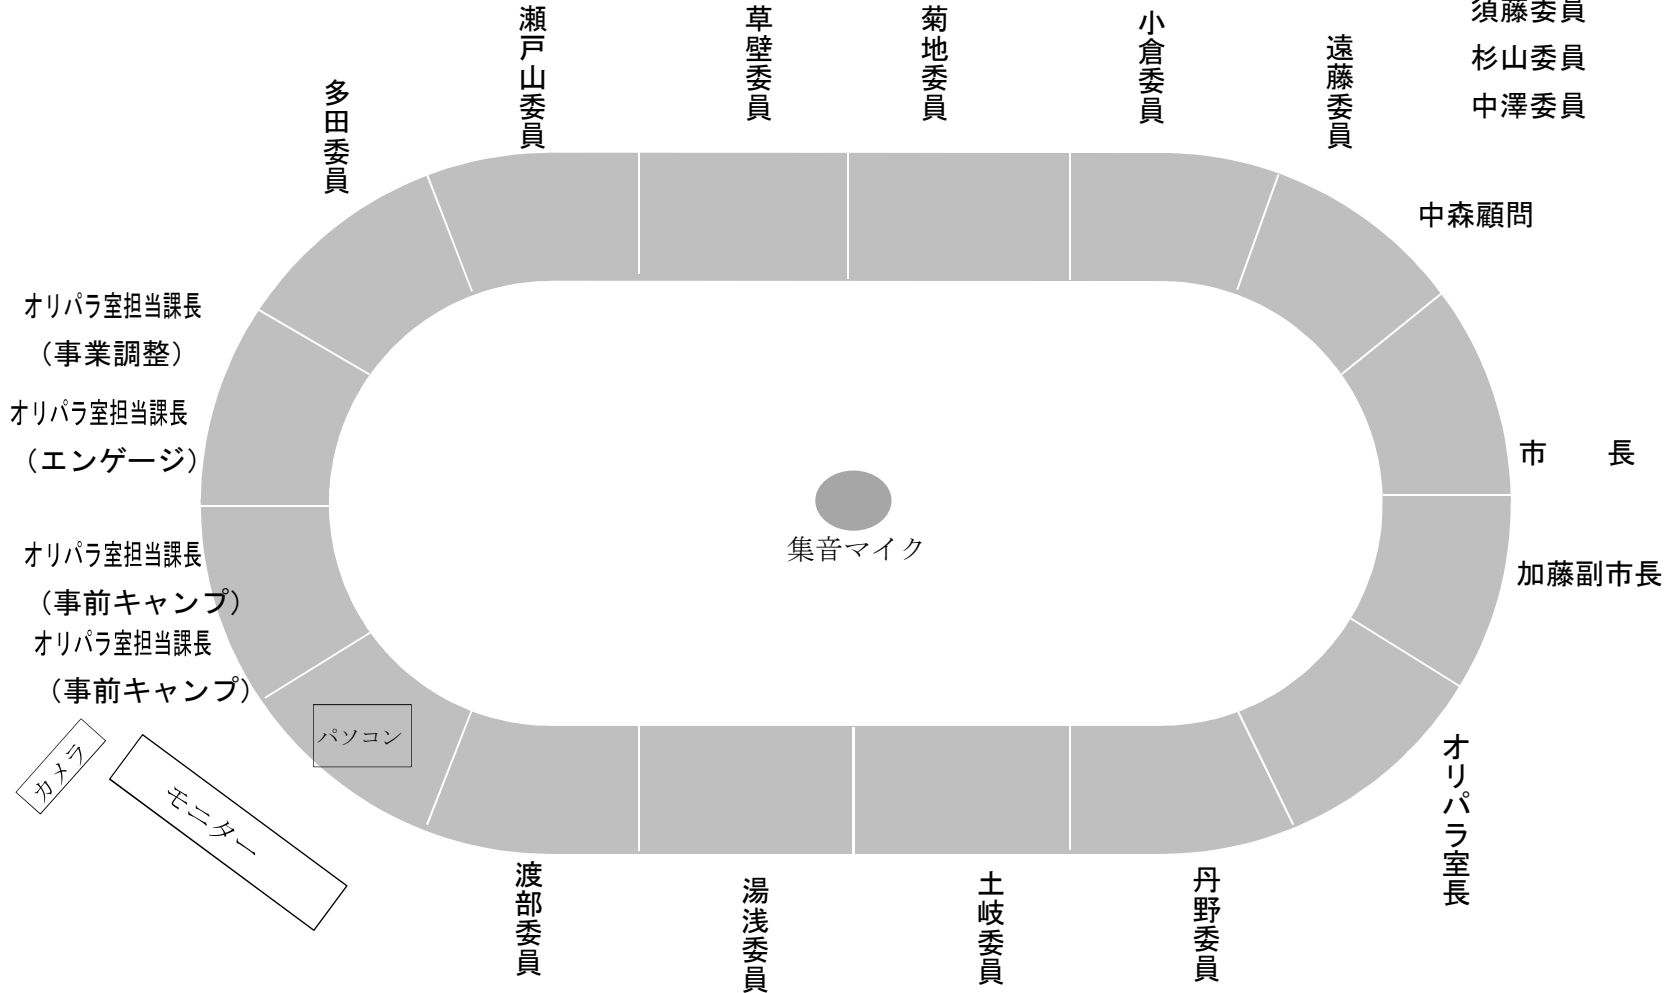 須藤委員
杉山委員
中澤委員
多田委員
瀬戸山委員
草壁委員
菊地委員
小倉委員
遠藤委員
中森顧問
オリパラ室担当課長
（事業調整）
オリパラ室担当課長
（エンゲージ）
オリパラ室担当課長
（事前キャンプ）
オリパラ室担当課長
（事前キャンプ）
集音マイク
市　　長
加藤副市長
オリパラ室長
パソコン
カメラ
モニター
渡部委員
湯浅委員
土岐委員
丹野委員